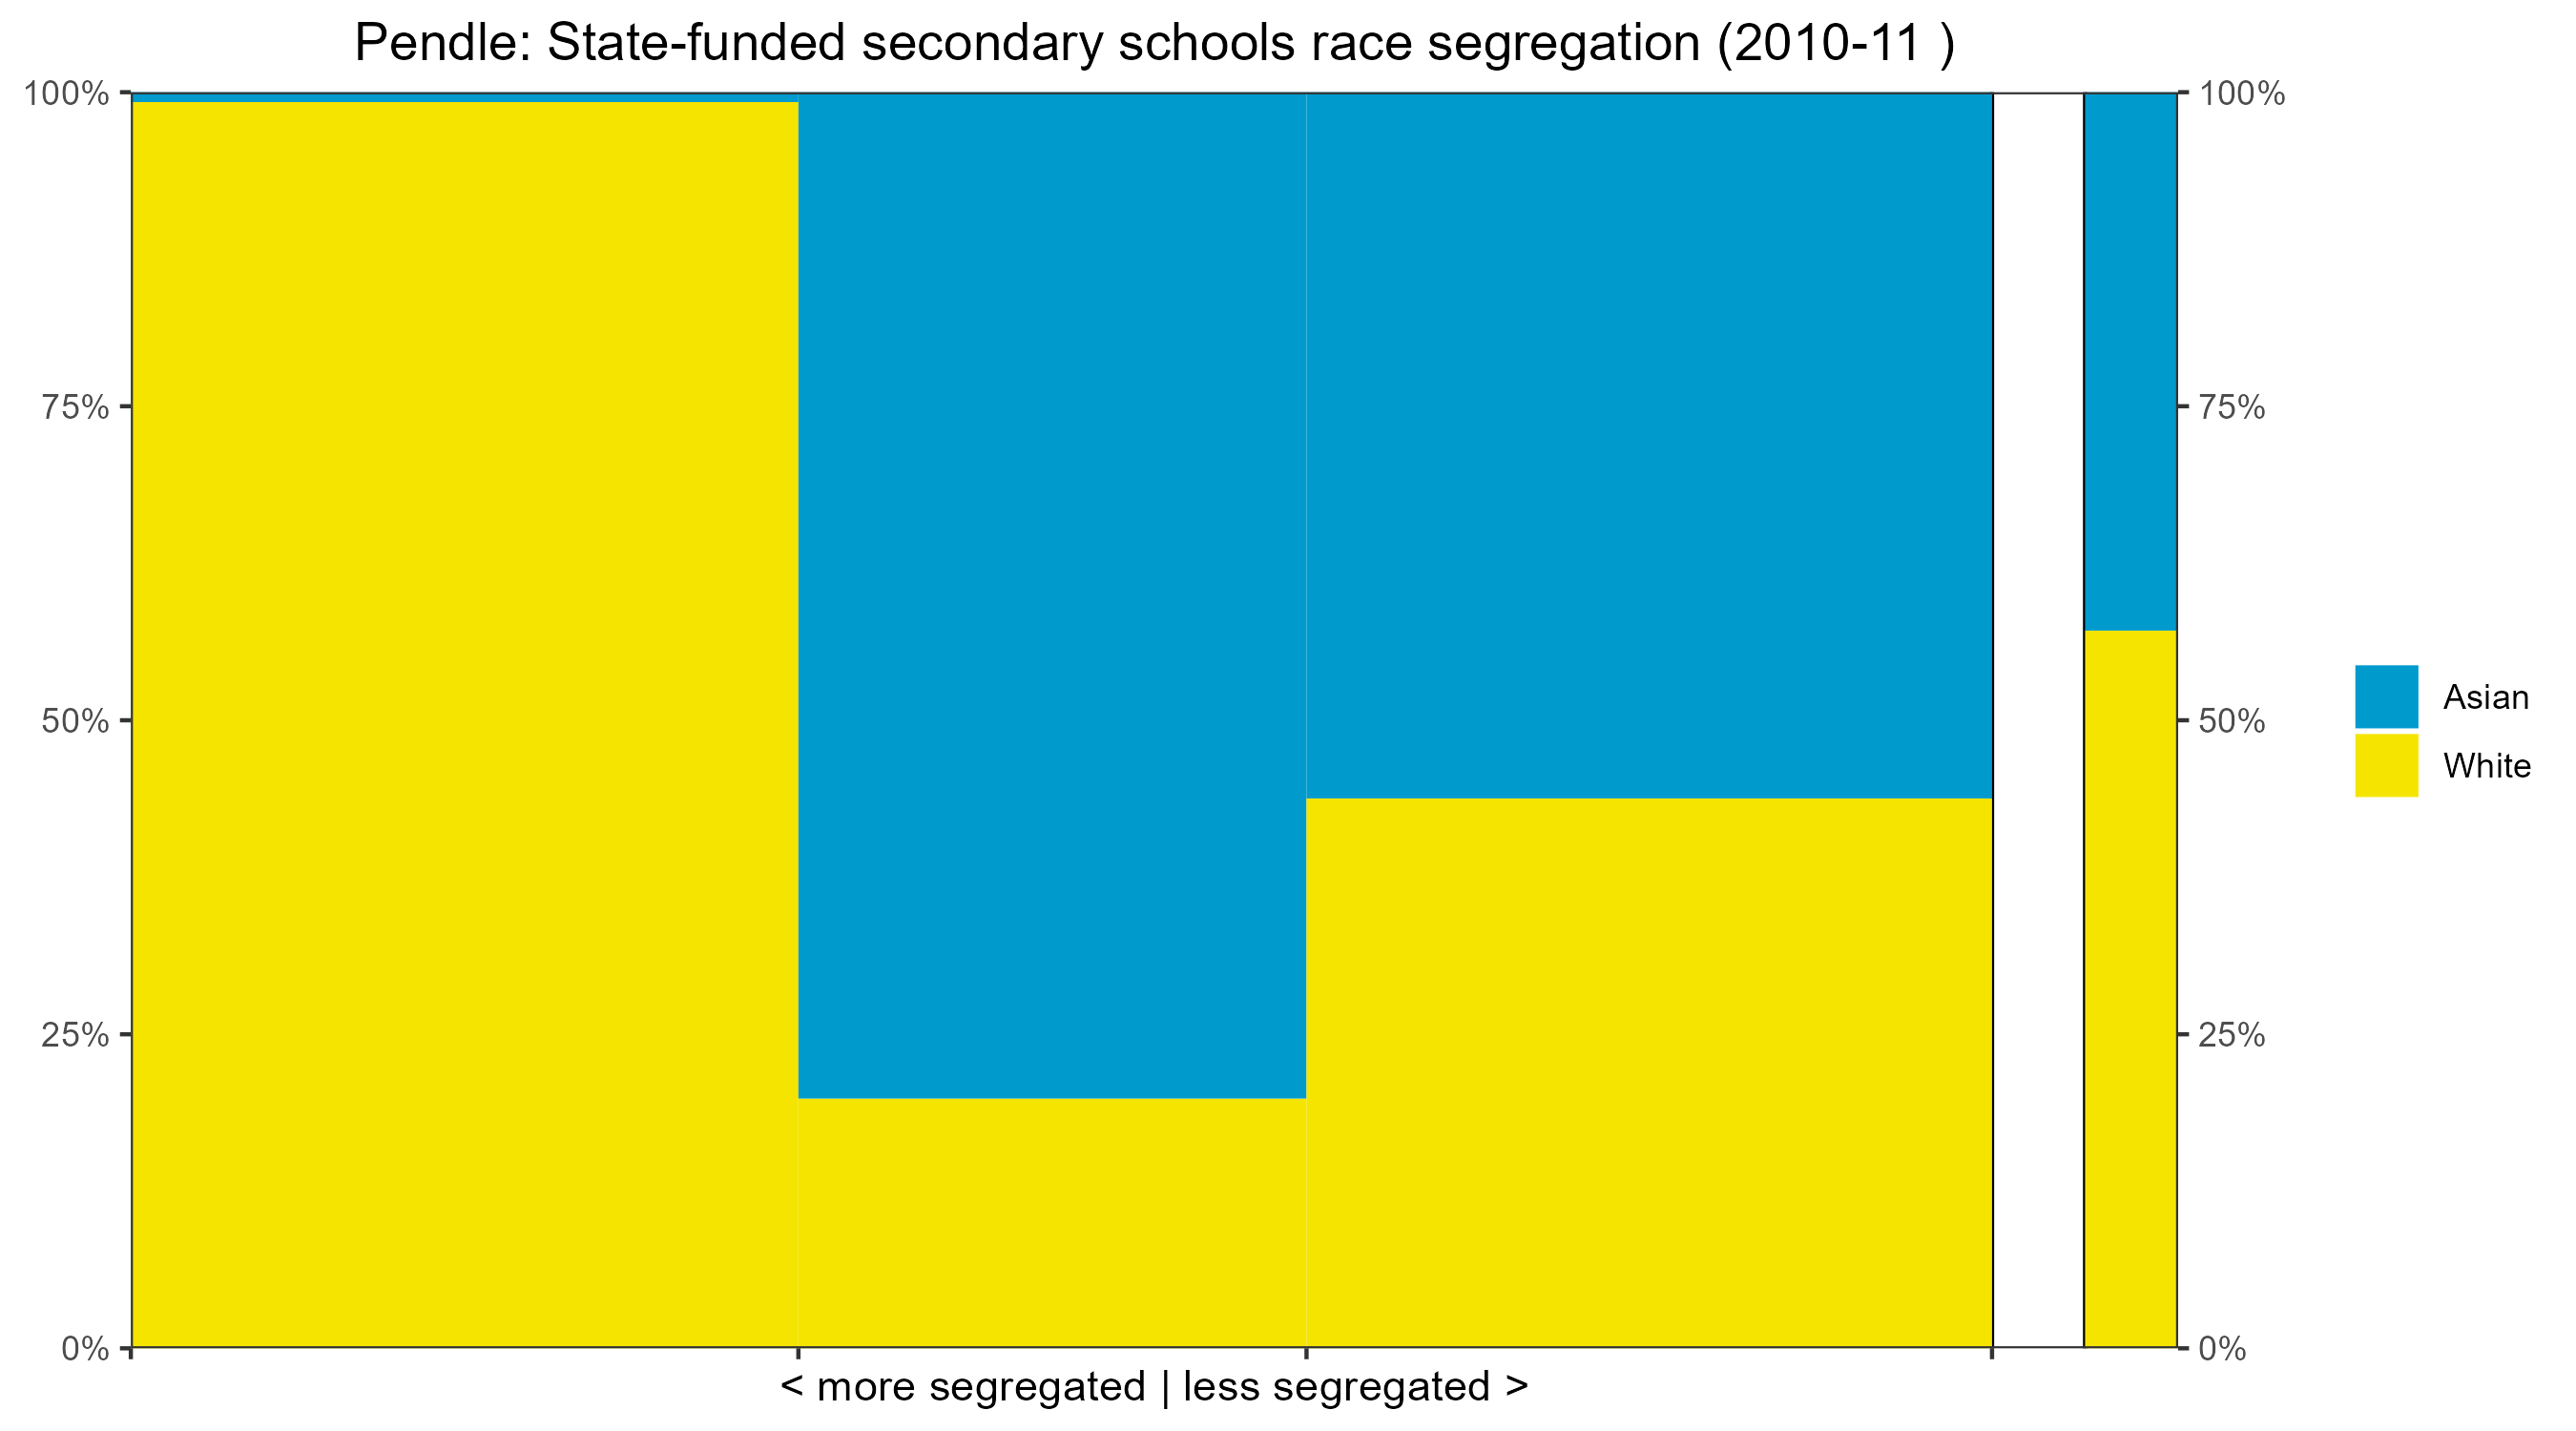 Pendle: State-funded secondary schools race segregation (2010-11 )
100%
75%
50%
25%
0%
100%
75%
50%
25%
0%
Asian
White
< more segregated | less segregated >